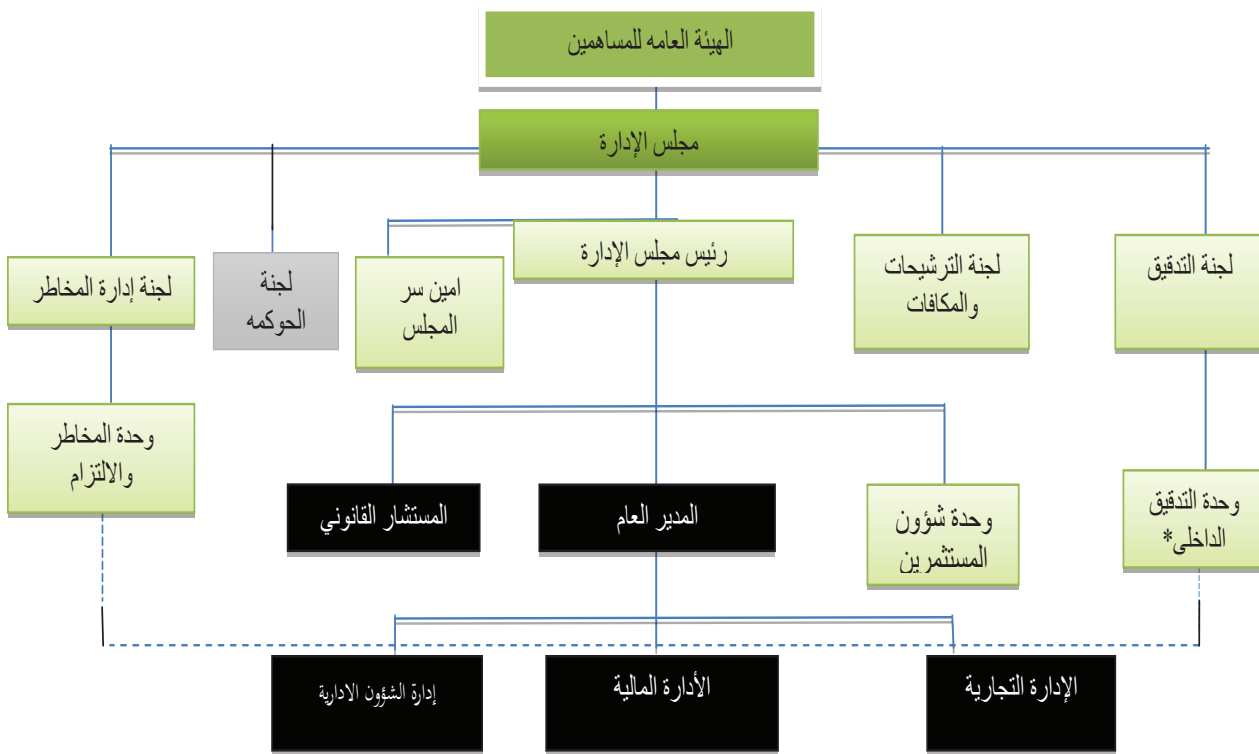 الهيئة العامه للمساهمين
مجلس الإدارة
رئيس مجلس الإدارة
لجنة التدقيق
لجنة الترشيحات
والمكافات
امين سر
المجلس
لجنة
الحوكمه
لجنة إدارة المخاطر
وحدة المخاطر
والالتزام
وحدة التدقيق
الداخلى*
وحدة شؤون
المستثمرين
المدير العام
المستشار القانوني
الإدارة التجارية
الأدارة المالية
إدارة الشؤون الادارية